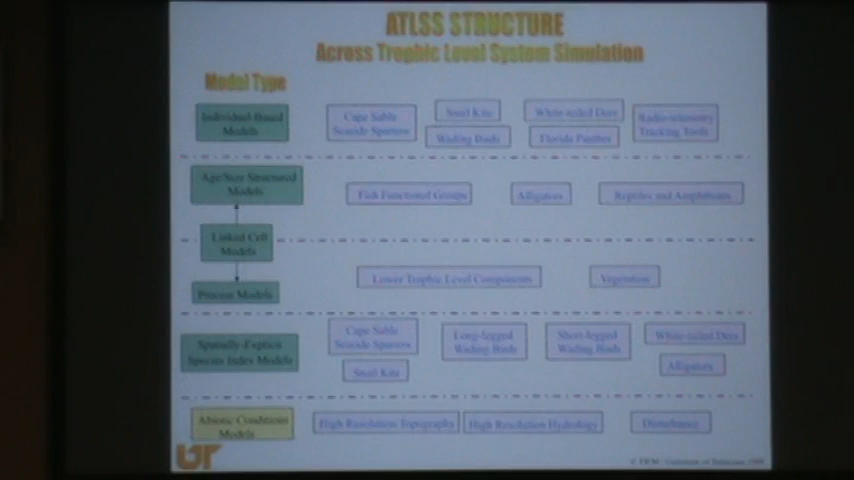 ATLSS STRUCTURE
Across Trophic Level System Simulation
Model Type
Individual-Based
Models
Cape Sable
Seaside Sparrow
Snail Kite
Wading Birds
White-tailed Deer
Florida Panther
Radio-telemetry
Tracking Tools
Age/Size Structured
Models
Fish Functional Groups
Alligators
Reptiles and Amphibians
Linked Cell
Models
Process Models
Lower Trophic Level Components
Vegetation
Spatially-Explicit
Species Index Models
Cape Sable
Seaside Sparrow
Snail Kite
Long-legged
Wading Birds
Short-legged
Wading Birds
White-tailed Deer
Alligators
Abiotic Conditions
Models
High Resolution Topography
High Resolution Hydrology
Disturbance
UT